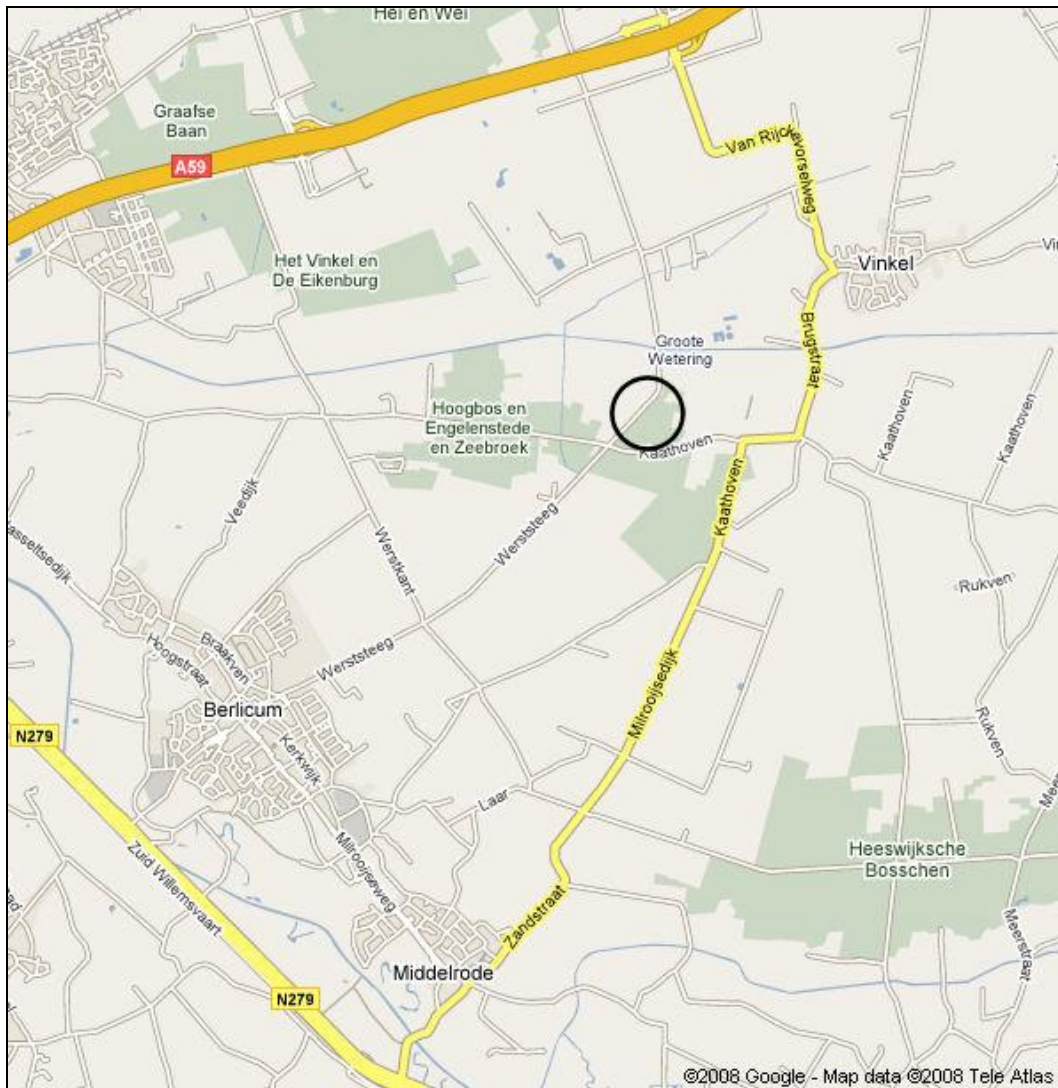 Hei en Wei
Graafse
Baan
A59
Van Rijckevorselweg
Het Vinkel en
De Eikenburg
Vinkel
Groote
Wetering
Brugstraat
Hoogbos en
Engelenstede
en Zeebroek
Kaathoven
Kaathoven
Kaathoven
Kaathoven
Veedijk
Werststeeg
Werstkant
Rukven
Hoogstraat
Braakven
Werststeeg
Berlicum
Milrooijsedijk
N279
Kerkwijk
Rukven
Laar
Heeswijksche
Bosschen
Zuid Willemsvaart
Milrooijseweg
Zandstraat
Meerstraat
Middelrode
N279
©2008 Google - Map data ©2008 Tele Atlas